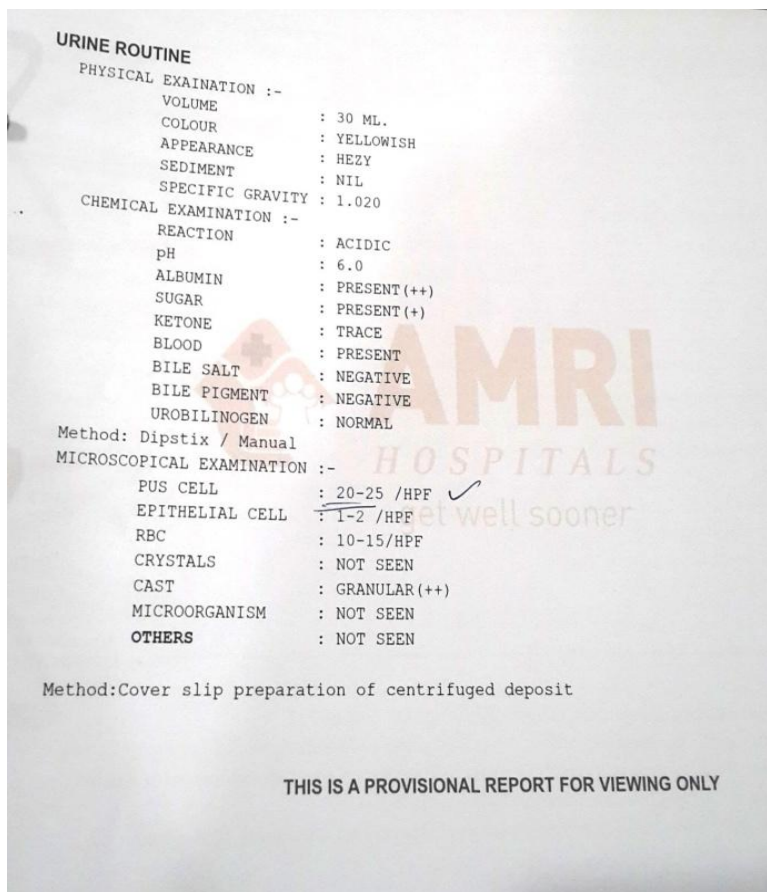 URINE ROUTINE
PHYSICAL EXAINATION :-
VOLUME : 30 ML.
COLOUR : YELLOWISH
APPEARANCE : HEZY
SEDIMENT : NIL
SPECIFIC GRAVITY : 1.020
CHEMICAL EXAMINATION :-
REACTION : ACIDIC
pH : 6.0
ALBUMIN : PRESENT(++)
SUGAR : PRESENT(+)
KETONE : TRACE
BLOOD : PRESENT
BILE SALT : NEGATIVE
BILE PIGMENT : NEGATIVE
UROBILINOGEN : NORMAL
Method: Dipstix / Manual
MICROSCOPICAL EXAMINATION :-
PUS CELL : 20-25 /HPF
EPITHELIAL CELL : 1-2 /HPF
RBC : 10-15/HPF
CRYSTALS : NOT SEEN
CAST : GRANULAR(++)
MICROORGANISM : NOT SEEN
OTHERS : NOT SEEN
Method:Cover slip preparation of centrifuged deposit
THIS IS A PROVISIONAL REPORT FOR VIEWING ONLY
AMRI
HOSPITALS
get well sooner